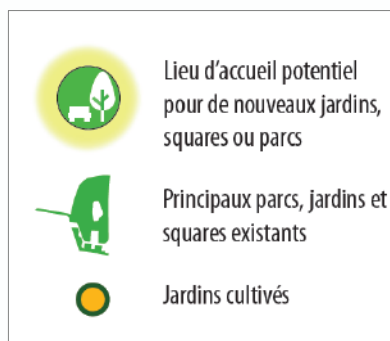 Lieu d'accueil potentiel
pour de nouveaux jardins,
squares ou parcs
Principaux parcs, jardins et
squares existants
Jardins cultivés